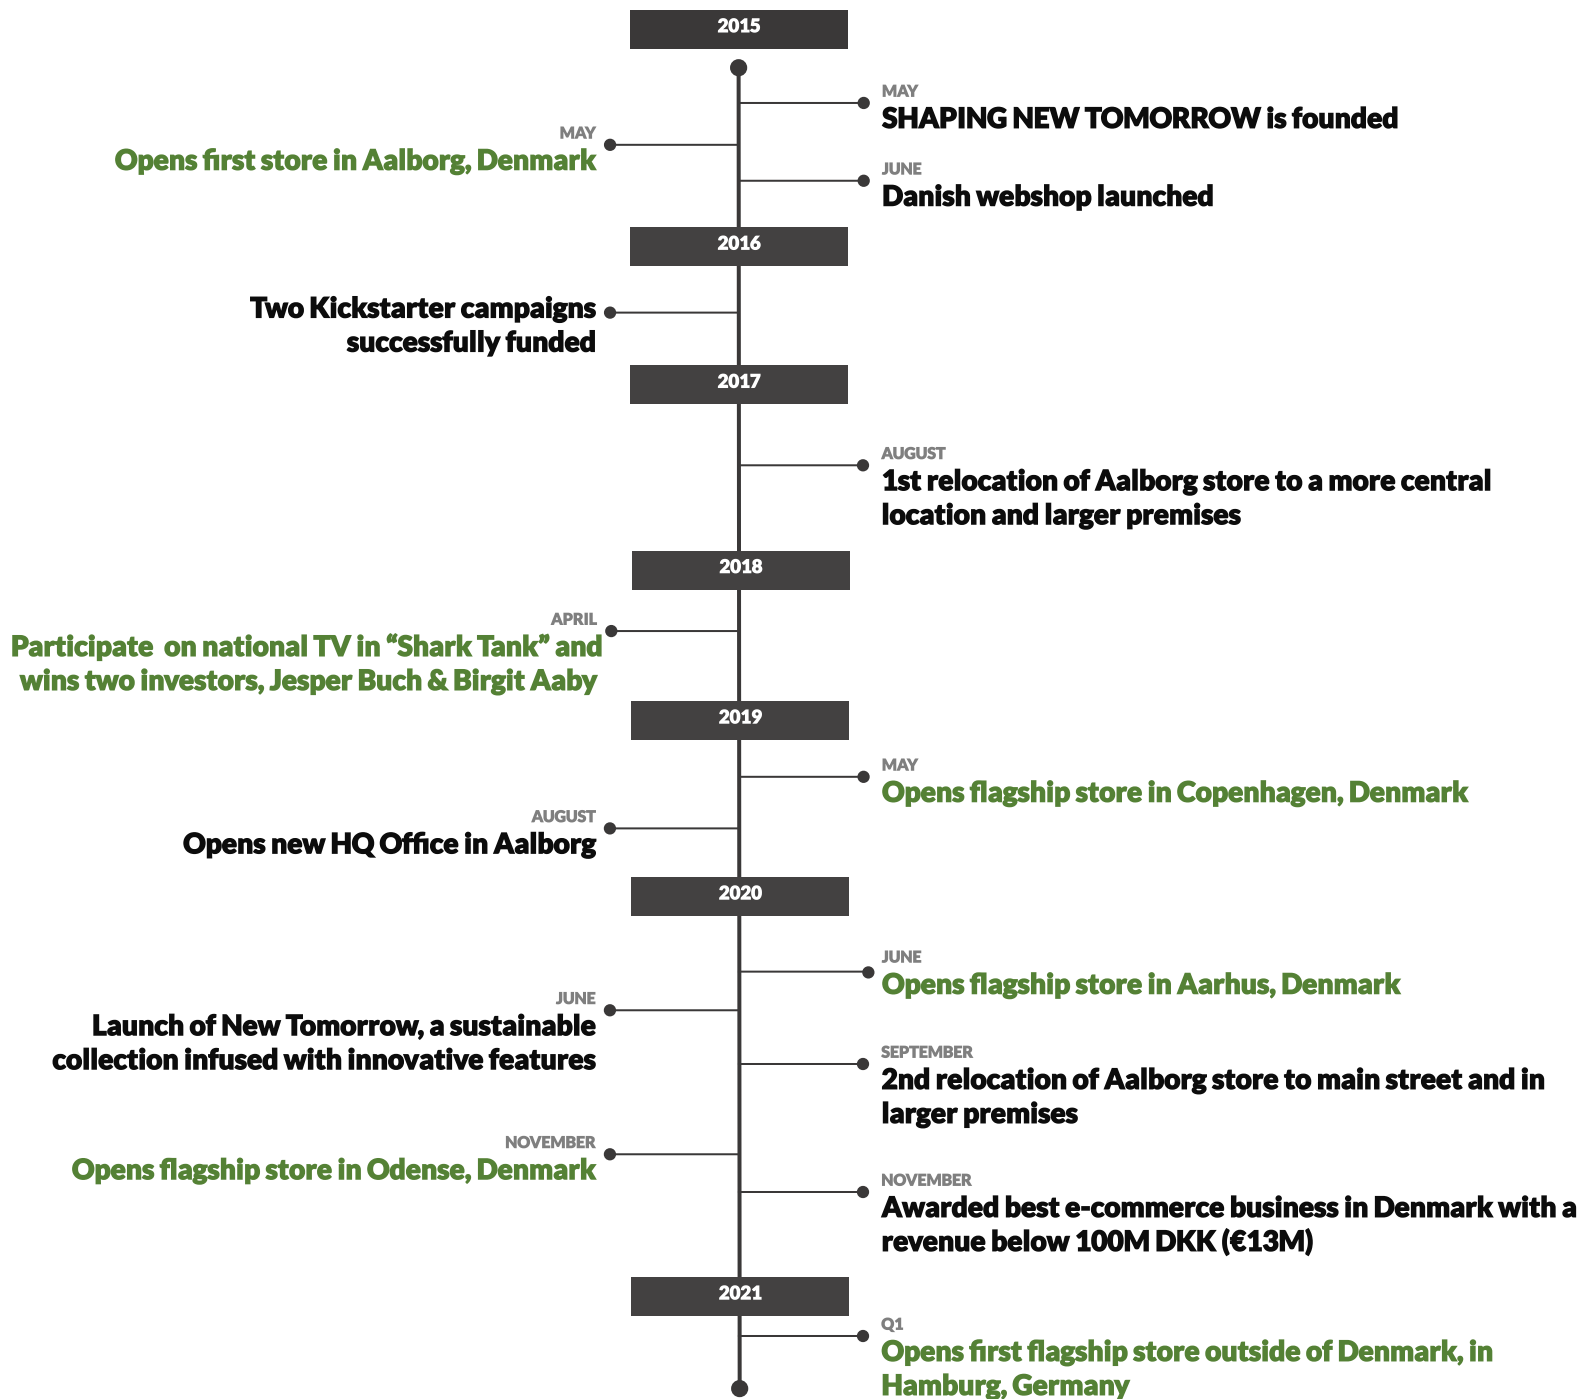 2015
MAY
SHAPING NEW TOMORROW is founded
MAY
Opens first store in Aalborg, Denmark
JUNE
Danish webshop launched
2016
Two Kickstarter campaigns
successfully funded
2017
AUGUST
1st relocation of Aalborg store to a more central
location and larger premises
2018
APRIL
Participate  on national TV in “Shark Tank” and
wins two investors, Jesper Buch & Birgit Aaby
2019
MAY
Opens flagship store in Copenhagen, Denmark
AUGUST
Opens new HQ Office in Aalborg
2020
JUNE
Opens flagship store in Aarhus, Denmark
JUNE
Launch of New Tomorrow, a sustainable
collection infused with innovative features
SEPTEMBER
2nd relocation of Aalborg store to main street and in
larger premises
NOVEMBER
Opens flagship store in Odense, Denmark
NOVEMBER
Awarded best e-commerce business in Denmark with a
revenue below 100M DKK (€13M)
2021
Q1
Opens first flagship store outside of Denmark, in
Hamburg, Germany